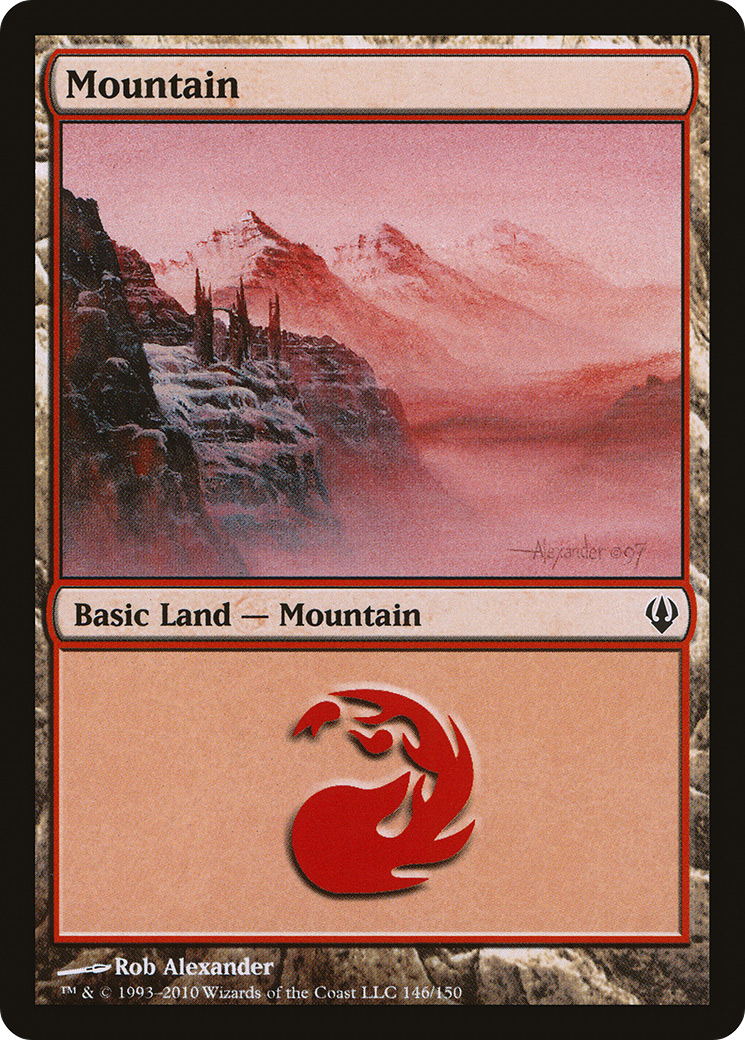 Mountain
Alexander ©97
Basic Land — Mountain
Rob Alexander
™ & © 1993–2010 Wizards of the Coast LLC 146/150